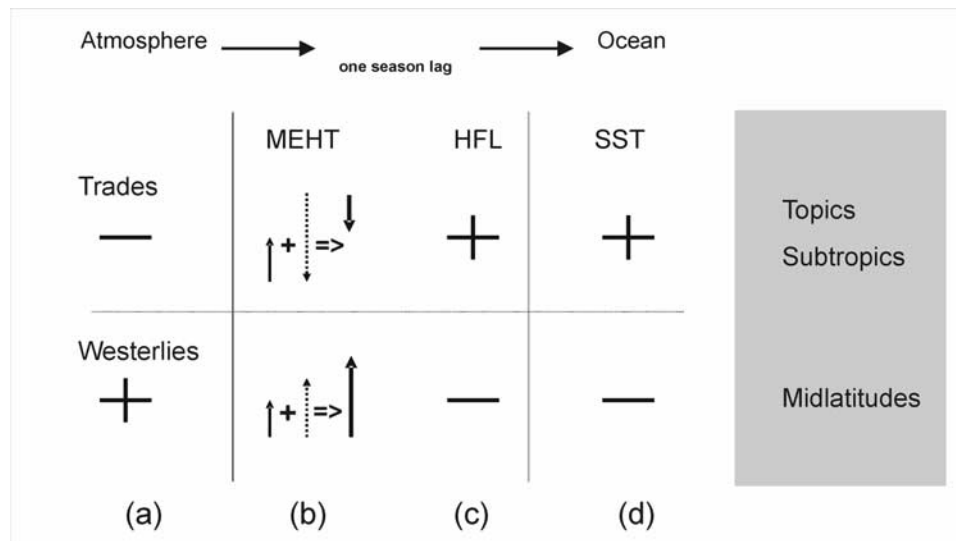 Atmosphere
one season lag
Ocean
MEHT
HFL
SST
Trades
—
+ =>
+
+
Topics
Subtropics
Westerlies
+
+ =>
—
—
Midlatitudes
(a)
(b)
(c)
(d)